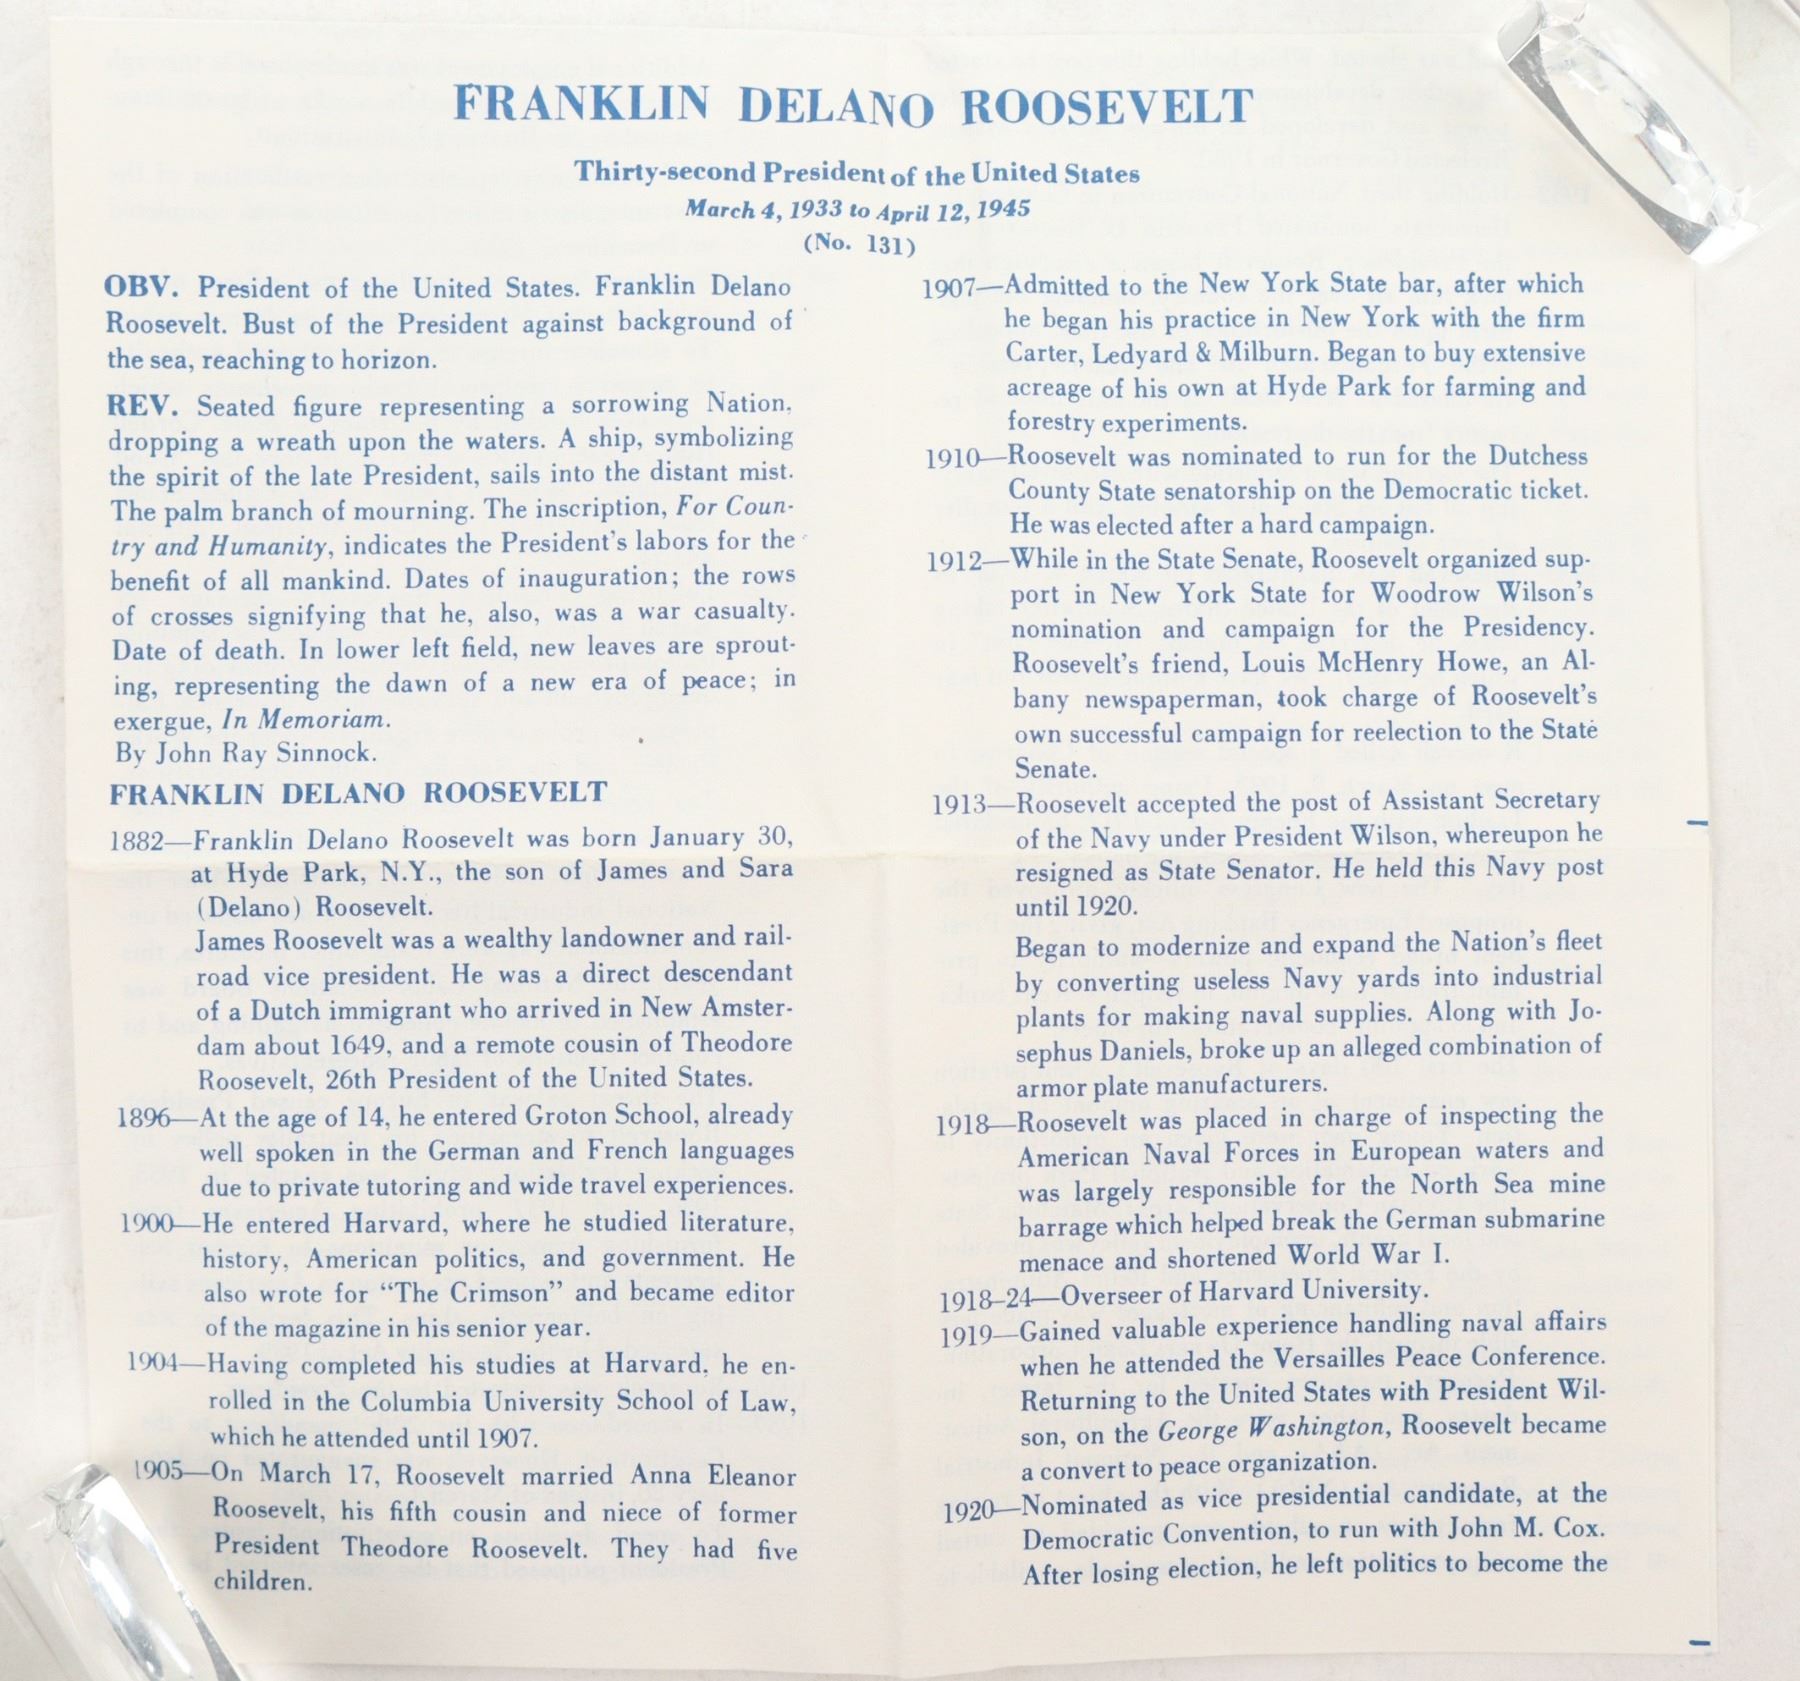 FRANKLIN DELANO ROOSEVELT
Thirty-second President of the United States
March 4, 1933 to April 12, 1945
(No. 131)
OBV. President of the United States. Franklin Delano
Roosevelt. Bust of the President against background of
the sea, reaching to horizon.
REV. Seated figure representing a sorrowing Nation,
dropping a wreath upon the waters. A ship, symbolizing
the spirit of the late President, sails into the distant mist.
The palm branch of mourning. The inscription, For Coun-
try and Humanity, indicates the President's labors for the
benefit of all mankind. Dates of inauguration; the rows
of crosses signifying that he, also, was a war casualty.
Date of death. In lower left field, new leaves are sprout-
ing, representing the dawn of a new era of peace; in
exergue, In Memoriam.
By John Ray Sinnock.
FRANKLIN DELANO ROOSEVELT
1882—Franklin Delano Roosevelt was born January 30,
at Hyde Park, N.Y., the son of James and Sara
(Delano) Roosevelt.
James Roosevelt was a wealthy landowner and rail-
road vice president. He was a direct descendant
of a Dutch immigrant who arrived in New Amster-
dam about 1649, and a remote cousin of Theodore
Roosevelt, 26th President of the United States.
1896—At the age of 14, he entered Groton School, already
well spoken in the German and French languages
due to private tutoring and wide travel experiences.
1900—He entered Harvard, where he studied literature,
history, American politics, and government. He
also wrote for "The Crimson" and became editor
of the magazine in his senior year.
1904—Having completed his studies at Harvard, he en-
rolled in the Columbia University School of Law,
which he attended until 1907.
1905—On March 17, Roosevelt married Anna Eleanor
Roosevelt, his fifth cousin and niece of former
President Theodore Roosevelt. They had five
children.
1907—Admitted to the New York State bar, after which
he began his practice in New York with the firm
Carter, Ledyard & Milburn. Began to buy extensive
acreage of his own at Hyde Park for farming and
forestry experiments.
1910—Roosevelt was nominated to run for the Dutchess
County State senatorship on the Democratic ticket.
He was elected after a hard campaign.
1912—While in the State Senate, Roosevelt organized sup-
port in New York State for Woodrow Wilson's
nomination and campaign for the Presidency.
Roosevelt's friend, Louis McHenry Howe, an Al-
bany newspaperman, took charge of Roosevelt's
own successful campaign for reelection to the State
Senate.
1913—Roosevelt accepted the post of Assistant Secretary
of the Navy under President Wilson, whereupon he
resigned as State Senator. He held this Navy post
until 1920.
Began to modernize and expand the Nation's fleet
by converting useless Navy yards into industrial
plants for making naval supplies. Along with Jo-
sephus Daniels, broke up an alleged combination of
armor plate manufacturers.
1918—Roosevelt was placed in charge of inspecting the
American Naval Forces in European waters and
was largely responsible for the North Sea mine
barrage which helped break the German submarine
menace and shortened World War I.
1918–24—Overseer of Harvard University.
1919—Gained valuable experience handling naval affairs
when he attended the Versailles Peace Conference.
Returning to the United States with President Wil-
son, on the George Washington, Roosevelt became
a convert to peace organization.
1920—Nominated as vice presidential candidate, at the
Democratic Convention, to run with John M. Cox.
After losing election, he left politics to become the